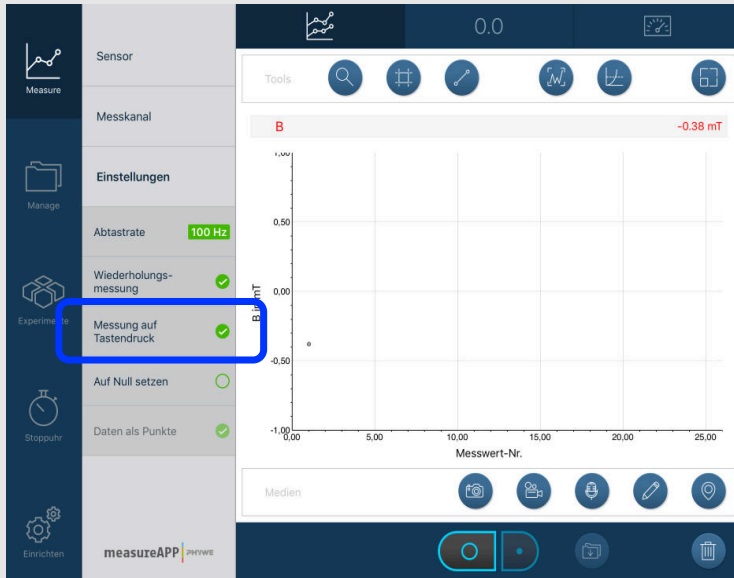 0.0
Measure
Sensor
Messkanal
Einstellungen
Abtastrate 100 Hz
Wiederholungs-
messung
Messung auf
Tastendruck
Auf Null setzen
Daten als Punkte
measureAPP PHYWE
Manage
Experimente
Stoppuhr
Einrichten
Tools
B -0.38 mT
1,00
0,50
0,00
-0,50
-1,00
B in mT
0,00 5,00 10,00 15,00 20,00 25,00
Messwert-Nr.
Medien